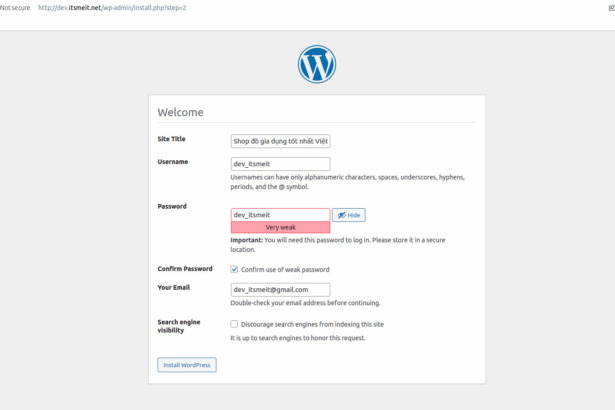 Not secure http://dev.itsmeit.net/wp-admin/install.php?step=2
Welcome
Site Title
Shop đồ gia dụng tốt nhất Việt
Username
dev_itsmeit
Usernames can have only alphanumeric characters, spaces, underscores, hyphens,
periods, and the @ symbol.
Password
dev_itsmeit
Hide
Very weak
Important: You will need this password to log in. Please store it in a secure
location.
Confirm Password
Confirm use of weak password
Your Email
dev_itsmeit@gmail.com
Double-check your email address before continuing.
Search engine
visibility
Discourage search engines from indexing this site
It is up to search engines to honor this request.
Install WordPress